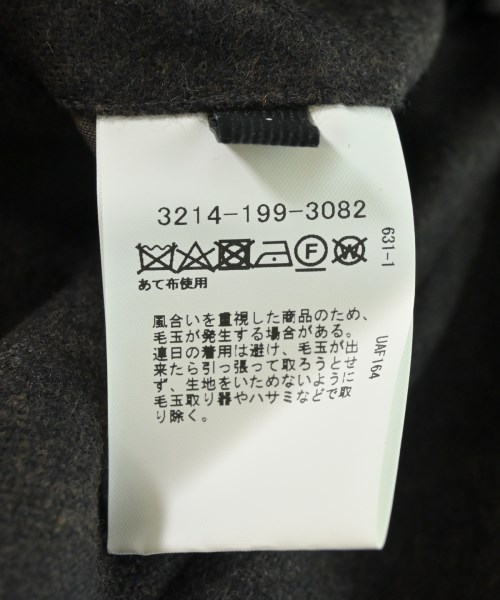 3214-199-3082
F W
あて布使用
風合いを重視した商品のため、
毛玉が発生する場合がある。
連日の着用は避け、毛玉が出
来たら引っ張って取ろうとせ
ず、生地をいためないように
毛玉取り器やハサミなどで取
り除く。
631-1
UAF164